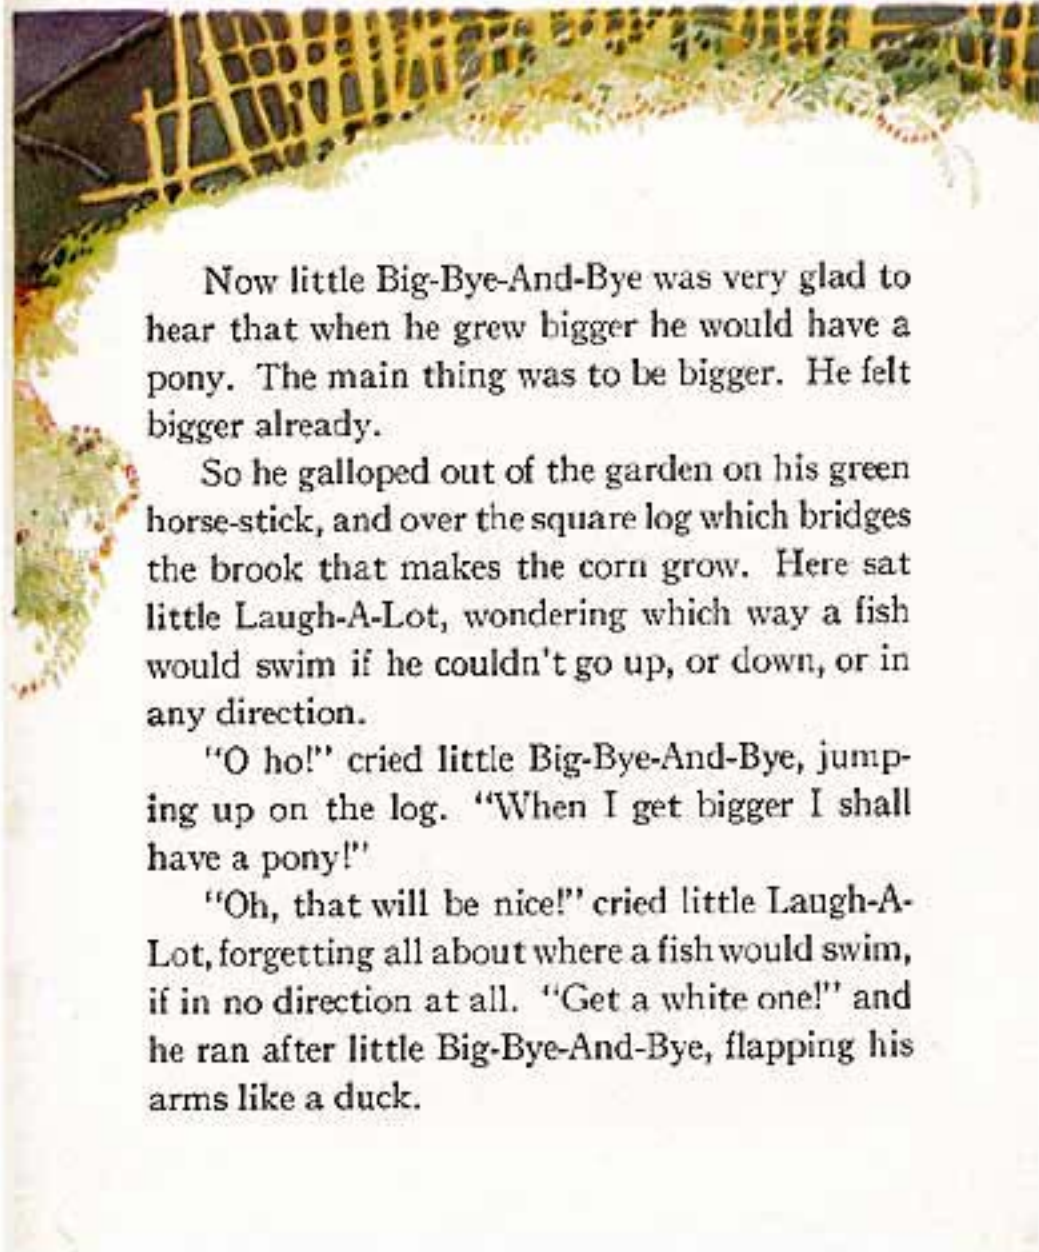 Now little Big-Bye-And-Bye was very glad to
hear that when he grew bigger he would have a
pony. The main thing was to be bigger. He felt
bigger already.
So he galloped out of the garden on his green
horse-stick, and over the square log which bridges
the brook that makes the corn grow. Here sat
little Laugh-A-Lot, wondering which way a fish
would swim if he couldn't go up, or down, or in
any direction.
"O ho!" cried little Big-Bye-And-Bye, jump-
ing up on the log. "When I get bigger I shall
have a pony!"
"Oh, that will be nice!" cried little Laugh-A-
Lot, forgetting all about where a fish would swim,
if in no direction at all. "Get a white one!" and
he ran after little Big-Bye-And-Bye, flapping his
arms like a duck.